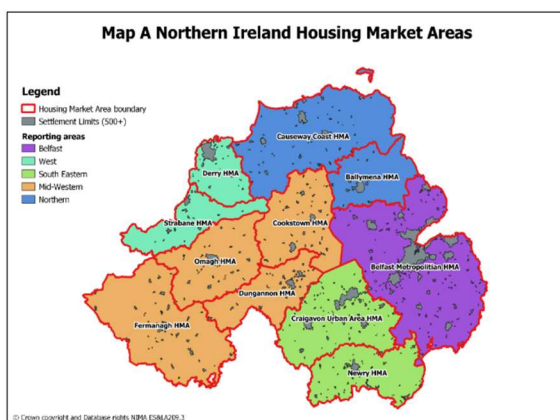 Map A Northern Ireland Housing Market Areas
Legend
Housing Market Area boundary
Settlement Limits (500+)
Reporting areas
Belfast
West
South Eastern
Mid-Western
Northern
Causeway Coast HMA
Derry HMA
Ballymena HMA
Strabane HMA
Cookstown HMA
Omagh HMA
Belfast Metropolitan HMA
Dungannon HMA
Craigavon Urban Area HMA
Fermanagh HMA
Newry HMA
© Crown copyright and Database rights NIMA ES&LA209.3